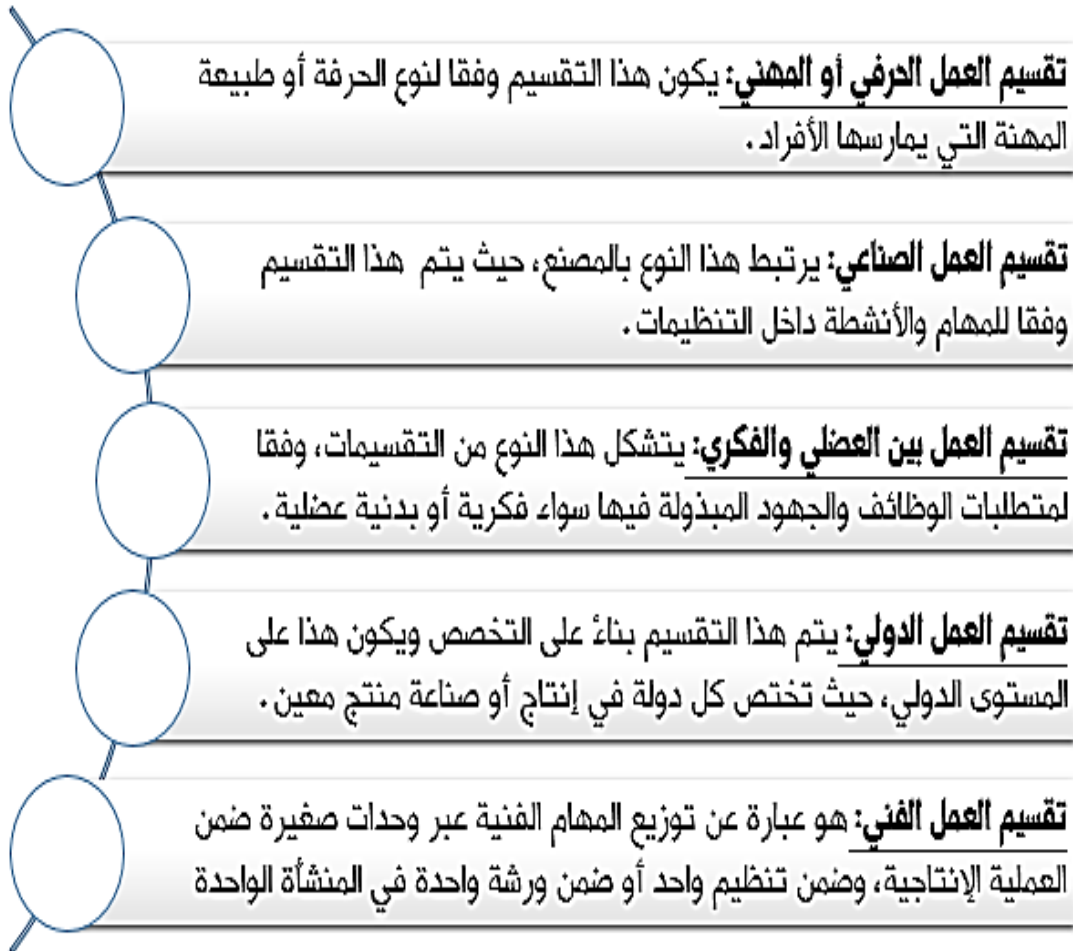 تقسيم العمل الحرفي أو المهني: يكون هذا التقسيم وفقا لنوع الحرفة أو طبيعة
المهنة التي يمارسها الأفراد.
تقسيم العمل الصناعي: يرتبط هذا النوع بالمصنع، حيث يتم هذا التقسيم
وفقا للمهام والأنشطة داخل التنظيمات.
تقسيم العمل بين العضلي والفكري: يتشكل هذا النوع من التقسيمات، وفقا
لمتطلبات الوظائف والجهود المبذولة فيها سواء فكرية أو بدنية عضلية.
تقسيم العمل الدولي: يتم هذا التقسيم بناءً على التخصص ويكون هذا على
المستوى الدولي، حيث تختص كل دولة في إنتاج أو صناعة منتج معين.
تقسيم العمل الفني: هو عبارة عن توزيع المهام الفنية عبر وحدات صغيرة ضمن
العملية الإنتاجية، وضمن تنظيم واحد أو ضمن ورشة واحدة في المنشأة الواحدة